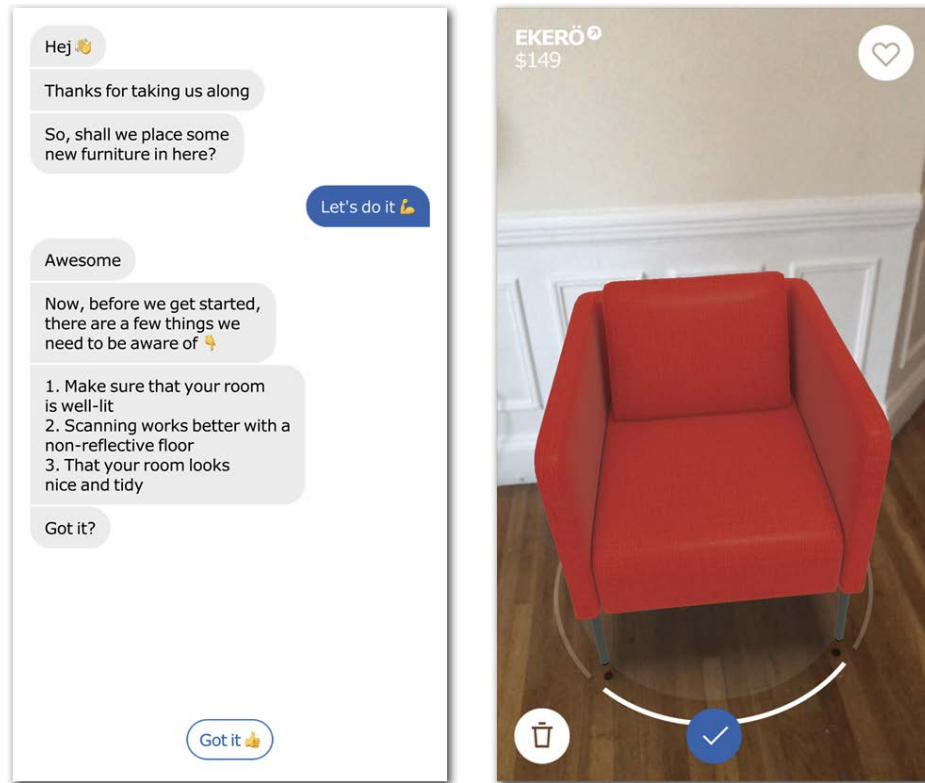 Hej 👋
Thanks for taking us along
So, shall we place some
new furniture in here?
Let's do it 💪
Awesome
Now, before we get started,
there are a few things we
need to be aware of 👇
1. Make sure that your room
is well-lit
2. Scanning works better with a
non-reflective floor
3. That your room looks
nice and tidy
Got it?
Got it 👍
EKERÖ
$149